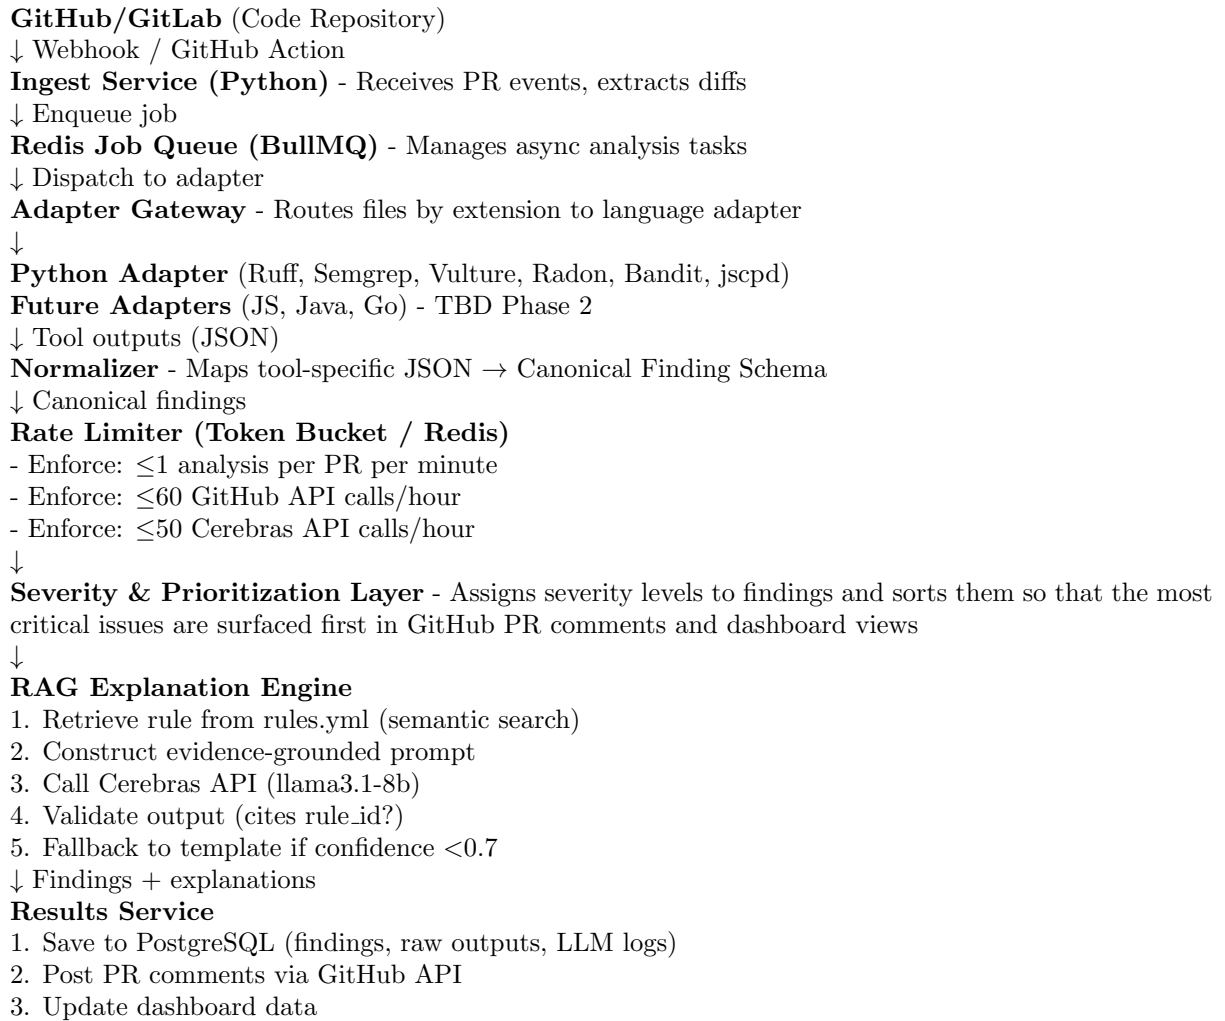 GitHub/GitLab (Code Repository)
↓ Webhook / GitHub Action
Ingest Service (Python) - Receives PR events, extracts diffs
↓ Enqueue job
Redis Job Queue (BullMQ) - Manages async analysis tasks
↓ Dispatch to adapter
Adapter Gateway - Routes files by extension to language adapter
↓
Python Adapter (Ruff, Semgrep, Vulture, Radon, Bandit, jscpd)
Future Adapters (JS, Java, Go) - TBD Phase 2
↓ Tool outputs (JSON)
Normalizer - Maps tool-specific JSON → Canonical Finding Schema
↓ Canonical findings
Rate Limiter (Token Bucket / Redis)
- Enforce: ≤1 analysis per PR per minute
- Enforce: ≤60 GitHub API calls/hour
- Enforce: ≤50 Cerebras API calls/hour
↓
Severity & Prioritization Layer - Assigns severity levels to findings and sorts them so that the most
critical issues are surfaced first in GitHub PR comments and dashboard views
↓
RAG Explanation Engine
1. Retrieve rule from rules.yml (semantic search)
2. Construct evidence-grounded prompt
3. Call Cerebras API (llama3.1-8b)
4. Validate output (cites rule_id?)
5. Fallback to template if confidence <0.7
↓ Findings + explanations
Results Service
1. Save to PostgreSQL (findings, raw outputs, LLM logs)
2. Post PR comments via GitHub API
3. Update dashboard data